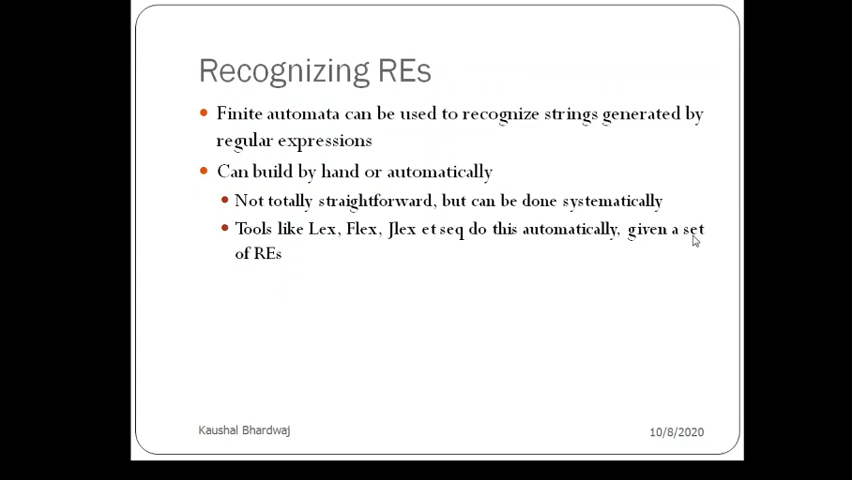 Recognizing REs
Finite automata can be used to recognize strings generated by
regular expressions
Can build by hand or automatically
Not totally straightforward, but can be done systematically
Tools like Lex, Flex, Jlex et seq do this automatically, given a set
of REs
Kaushal Bhardwaj
10/8/2020